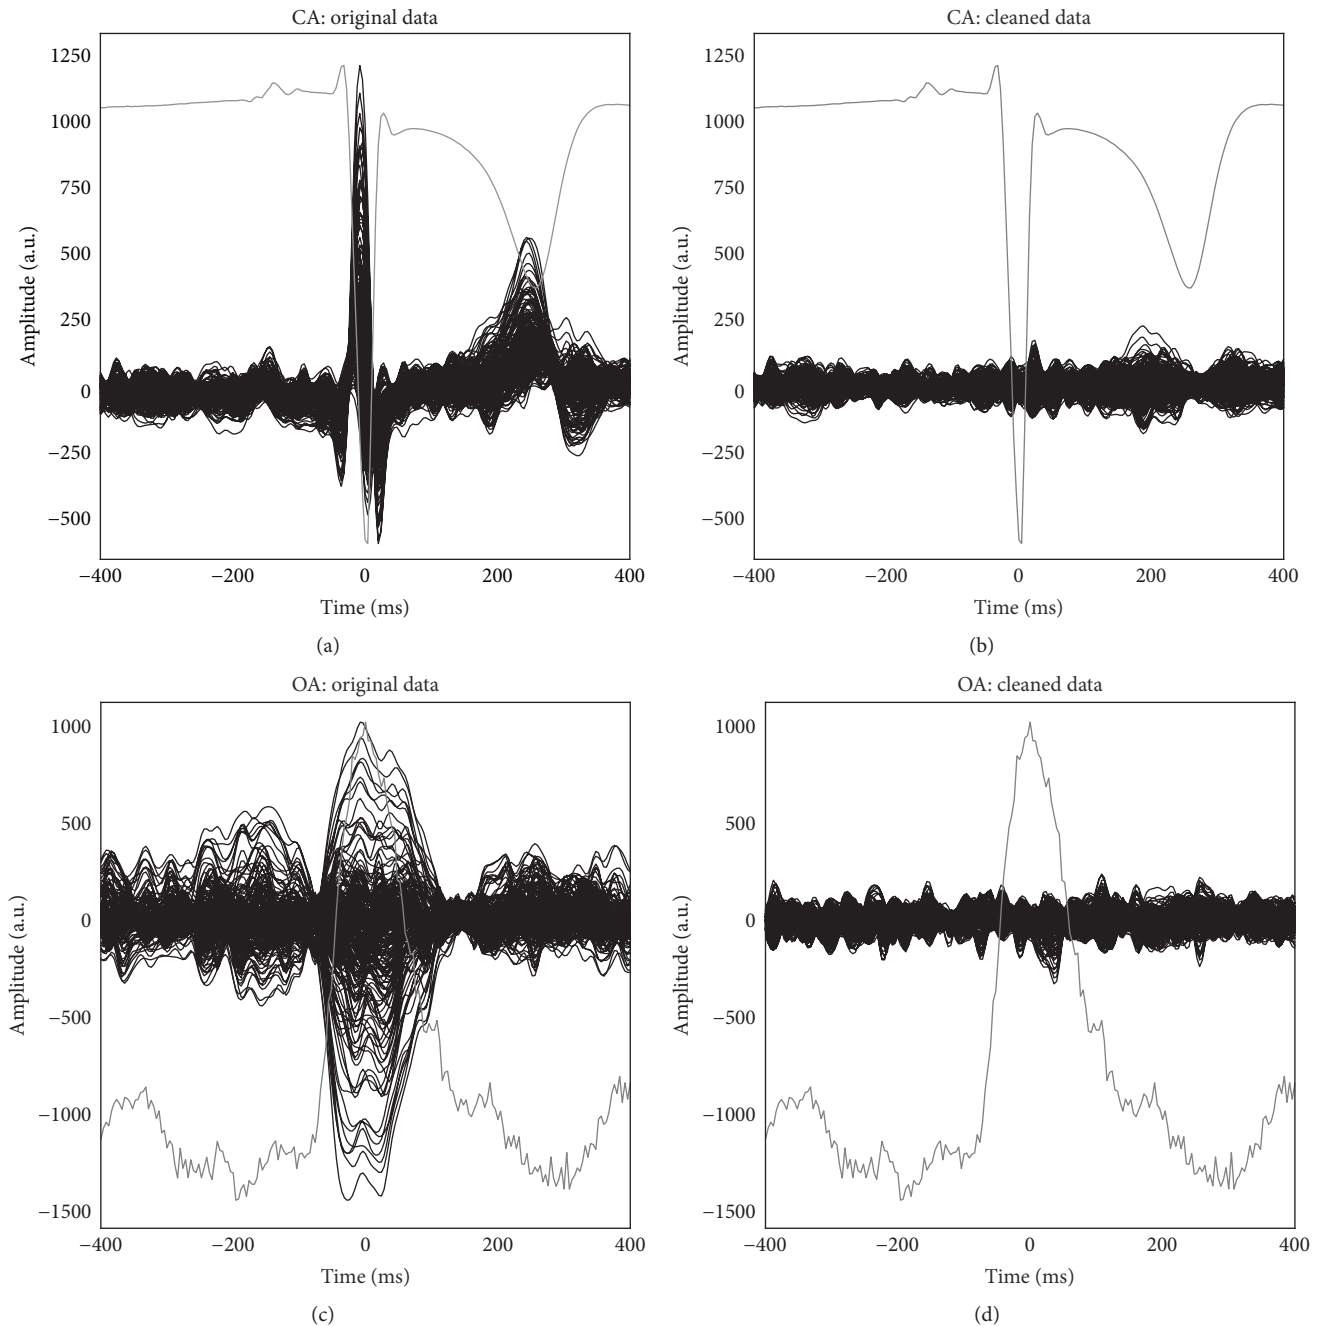 CA: original data
1250
1000
750
500
250
0
−250
−500
Amplitude (a.u.)
−400 −200 0 200 400
Time (ms)
(a)
CA: cleaned data
1250
1000
750
500
250
0
−250
−500
Amplitude (a.u.)
−400 −200 0 200 400
Time (ms)
(b)
OA: original data
1000
500
0
−500
−1000
−1500
Amplitude (a.u.)
−400 −200 0 200 400
Time (ms)
(c)
OA: cleaned data
1000
500
0
−500
−1000
−1500
Amplitude (a.u.)
−400 −200 0 200 400
Time (ms)
(d)